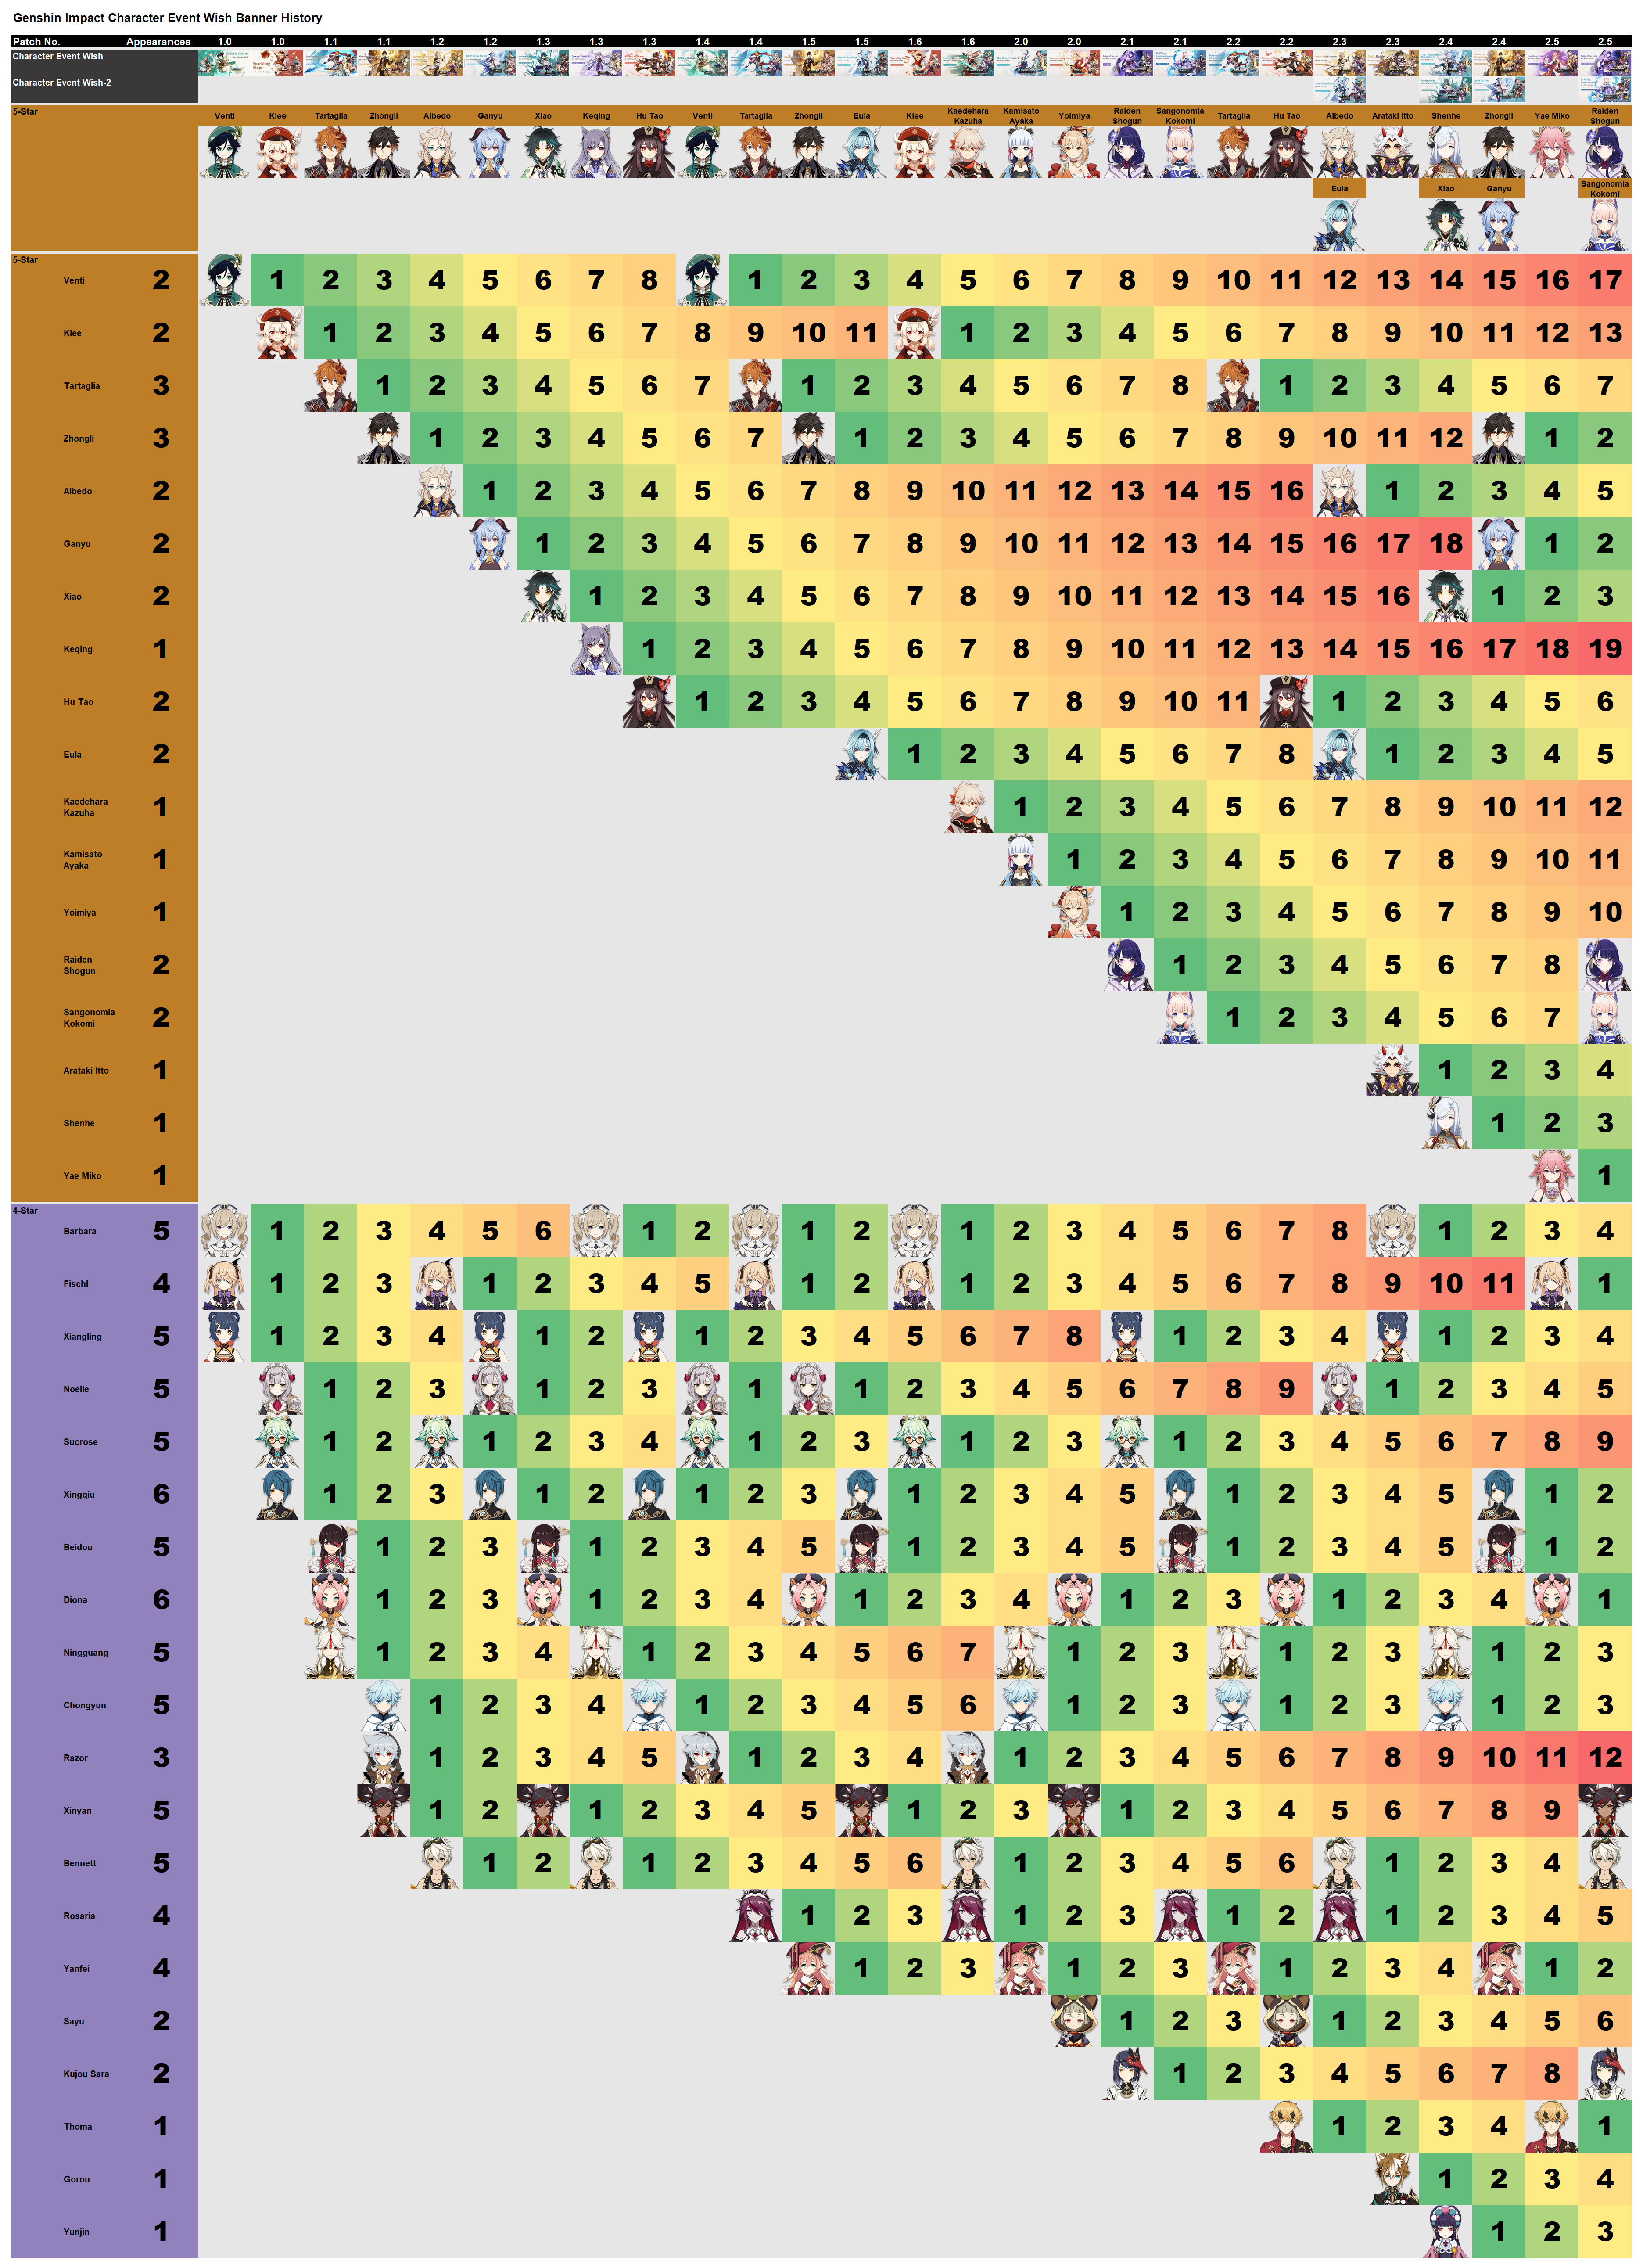 Genshin Impact Character Event Wish Banner History
Patch No. Appearances 1.0 1.0 1.1 1.1 1.2 1.2 1.3 1.3 1.3 1.4 1.4 1.5 1.5 1.6 1.6 2.0 2.0 2.1 2.1 2.2 2.2 2.3 2.3 2.4 2.4 2.5 2.5
Character Event Wish
Character Event Wish-2
5-Star Venti Klee Tartaglia Zhongli Albedo Ganyu Xiao Keqing Hu Tao Venti Tartaglia Zhongli Eula Klee Kaedehara Kazuha Kamisato Ayaka Yoimiya Raiden Shogun Sangonomia Kokomi Tartaglia Hu Tao Albedo Arataki Itto Shenhe Zhongli Yae Miko Raiden Shogun
Eula Xiao Ganyu Sangonomia Kokomi
5-Star
Venti 2 1 2 3 4 5 6 7 8 1 2 3 4 5 6 7 8 9 10 11 12 13 14 15 16 17
Klee 2 1 2 3 4 5 6 7 8 9 10 11 1 2 3 4 5 6 7 8 9 10 11 12 13
Tartaglia 3 1 2 3 4 5 6 7 1 2 3 4 5 6 7 8 1 2 3 4 5 6 7
Zhongli 3 1 2 3 4 5 6 7 1 2 3 4 5 6 7 8 9 10 11 12 1 2
Albedo 2 1 2 3 4 5 6 7 8 9 10 11 12 13 14 15 16 1 2 3 4 5
Ganyu 2 1 2 3 4 5 6 7 8 9 10 11 12 13 14 15 16 17 18 1 2
Xiao 2 1 2 3 4 5 6 7 8 9 10 11 12 13 14 15 16 1 2 3
Keqing 1 1 2 3 4 5 6 7 8 9 10 11 12 13 14 15 16 17 18 19
Hu Tao 2 1 2 3 4 5 6 7 8 9 10 11 1 2 3 4 5 6
Eula 2 1 2 3 4 5 6 7 8 1 2 3 4 5
Kaedehara
Kazuha 1 1 2 3 4 5 6 7 8 9 10 11 12
Kamisato
Ayaka 1 1 2 3 4 5 6 7 8 9 10 11
Yoimiya 1 1 2 3 4 5 6 7 8 9 10
Raiden
Shogun 2 1 2 3 4 5 6 7 8
Sangonomia
Kokomi 2 1 2 3 4 5 6 7
Arataki Itto 1 1 2 3 4
Shenhe 1 1 2 3
Yae Miko 1 1
4-Star
Barbara 5 1 2 3 4 5 6 1 2 1 2 1 2 3 4 5 6 7 8 1 2 3 4
Fischl 4 1 2 3 1 2 3 4 5 1 2 1 2 3 4 5 6 7 8 9 10 11 1
Xiangling 5 1 2 3 4 1 2 1 2 3 4 5 6 7 8 1 2 3 4 1 2 3 4
Noelle 5 1 2 3 1 2 3 1 1 2 3 4 5 6 7 8 9 1 2 3 4 5
Sucrose 5 1 2 1 2 3 4 1 2 3 1 2 3 1 2 3 4 5 6 7 8 9
Xingqiu 6 1 2 3 1 2 1 2 3 1 2 3 4 5 1 2 3 4 5 1 2
Beidou 5 1 2 3 1 2 3 4 5 1 2 3 4 5 1 2 3 4 5 1 2
Diona 6 1 2 3 1 2 3 4 1 2 3 4 1 2 3 1 2 3 4 1
Ningguang 5 1 2 3 4 1 2 3 4 5 6 7 1 2 3 1 2 3 1 2 3
Chongyun 5 1 2 3 4 1 2 3 4 5 6 1 2 3 1 2 3 1 2 3
Razor 3 1 2 3 4 5 1 2 3 4 1 2 3 4 5 6 7 8 9 10 11 12
Xinyan 5 1 2 1 2 3 4 5 1 2 3 1 2 3 4 5 6 7 8 9
Bennett 5 1 2 1 2 3 4 5 6 1 2 3 4 5 6 1 2 3 4
Rosaria 4 1 2 3 1 2 3 1 2 1 2 3 4 5
Yanfei 4 1 2 3 1 2 3 1 2 3 4 1 2
Sayu 2 1 2 3 1 2 3 4 5 6
Kujou Sara 2 1 2 3 4 5 6 7 8
Thoma 1 1 2 3 4 1
Gorou 1 1 2 3 4
Yunjin 1 1 2 3